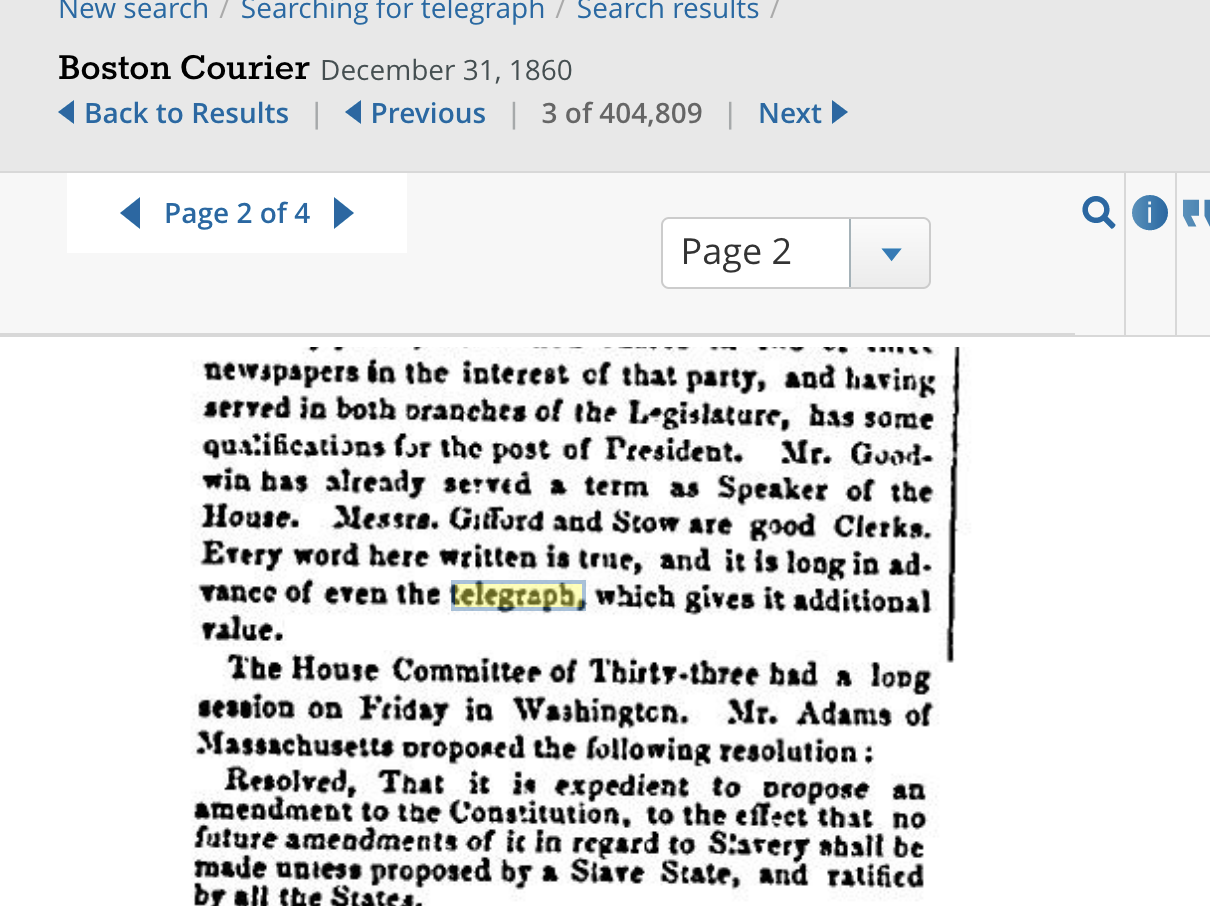 New search / Searching for telegraph / Search results /
Boston Courier December 31, 1860
Back to Results | Previous | 3 of 404,809 | Next
Page 2 of 4
Page 2
newspapers in the interest of that party, and having
served in both branches of the Legislature, has some
qualifications for the post of President. Mr. Good-
win has already served a term as Speaker of the
House. Messrs. Gifford and Stow are good Clerks.
Every word here written is true, and it is long in ad-
vance of even the telegraph, which gives it additional
value.
The House Committee of Thirty-three had a long
session on Friday in Washington. Mr. Adams of
Massachusetts proposed the following resolution:
Resolved, That it is expedient to propose an
amendment to the Constitution, to the effect that no
future amendments of it in regard to Slavery shall be
made unless proposed by a Slave State, and ratified
by all the States.